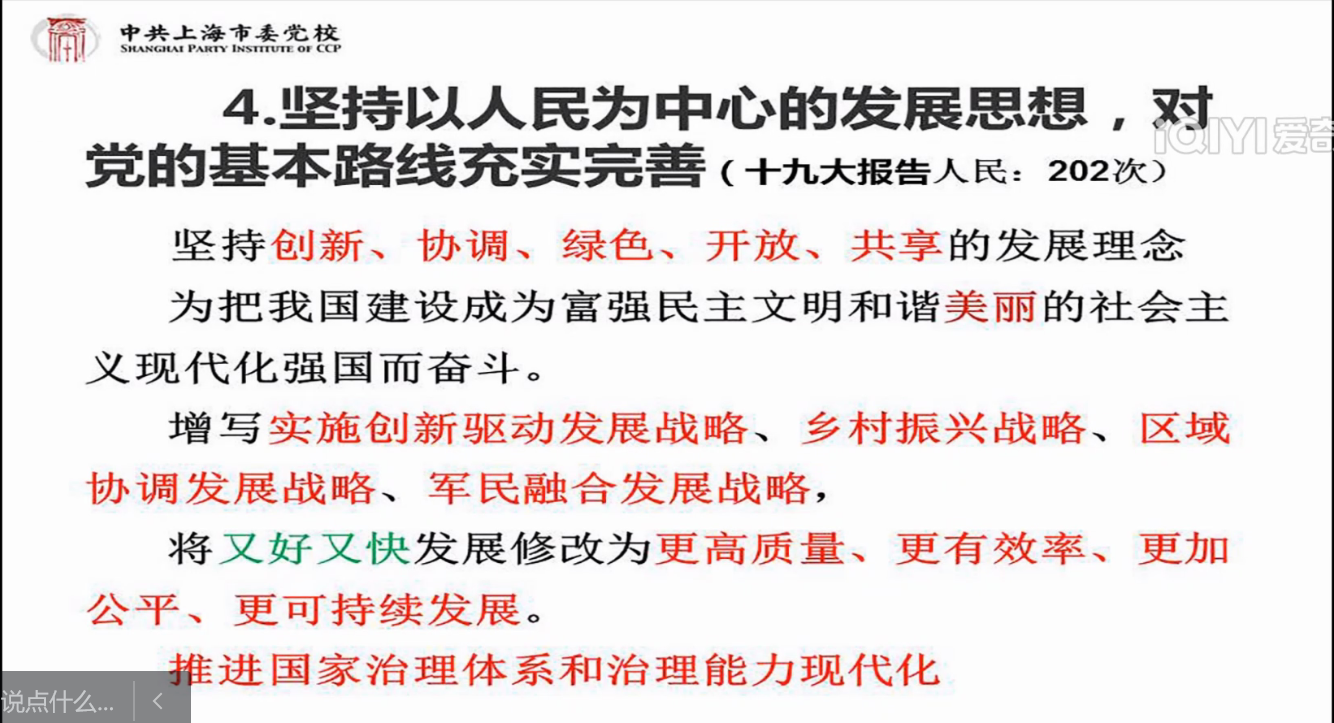 中共上海市委党校
SHANGHAI PARTY INSTITUTE OF CCP
4.坚持以人民为中心的发展思想，对
iQIYI 爱奇
党的基本路线充实完善（十九大报告人民：202次）
坚持创新、协调、绿色、开放、共享的发展理念
为把我国建设成为富强民主文明和谐美丽的社会主
义现代化强国而奋斗。
增写实施创新驱动发展战略、乡村振兴战略、区域
协调发展战略、军民融合发展战略，
将又好又快发展修改为更高质量、更有效率、更加
公平、更可持续发展。
推进国家治理体系和治理能力现代化
说点什么...